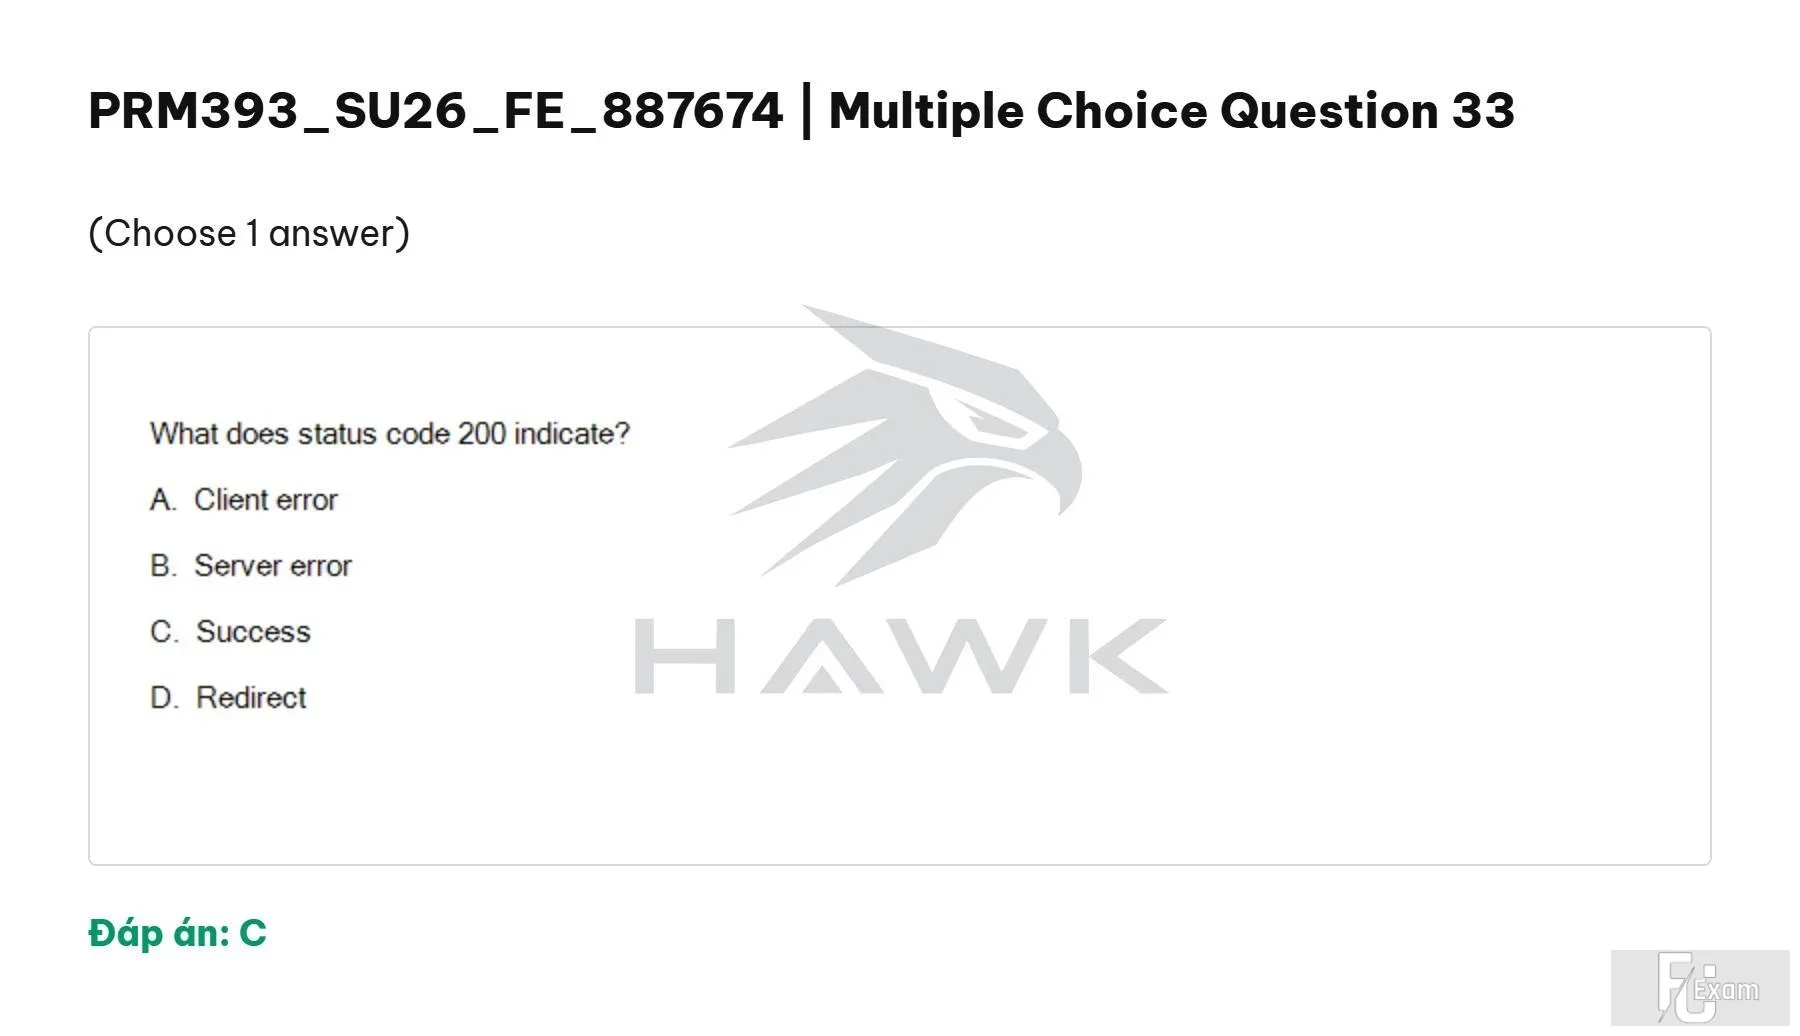 PRM393_SU26_FE_887674 | Multiple Choice Question 33
(Choose 1 answer)
What does status code 200 indicate?
A. Client error
B. Server error
C. Success
D. Redirect
HAWK
Đáp án: C
FU Exam